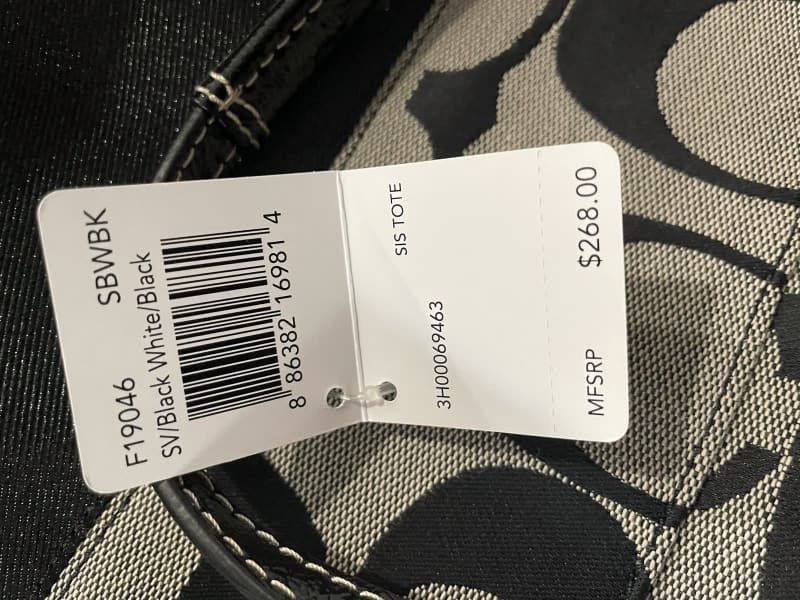 F19046 SBWBK
SV/Black White/Black
8 86382 16981 4
SIS TOTE
3H00069463
MFSRP $268.00